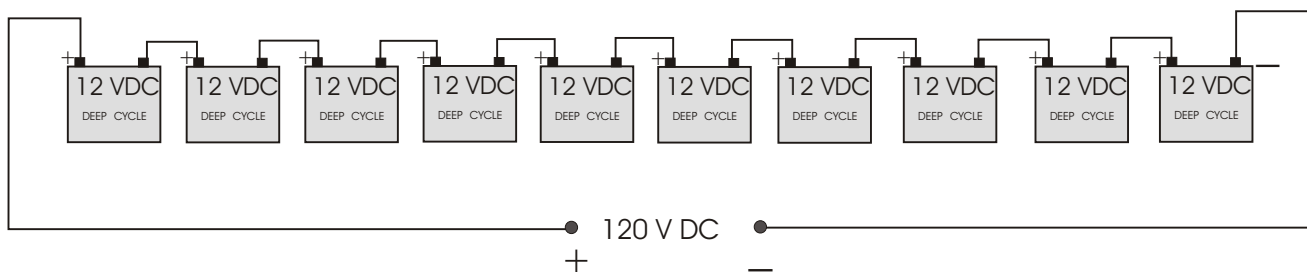 + + + + + + + + + + −
12 VDC 12 VDC 12 VDC 12 VDC 12 VDC 12 VDC 12 VDC 12 VDC 12 VDC 12 VDC
DEEP CYCLE DEEP CYCLE DEEP CYCLE DEEP CYCLE DEEP CYCLE DEEP CYCLE DEEP CYCLE DEEP CYCLE DEEP CYCLE DEEP CYCLE
120 V DC
+ −